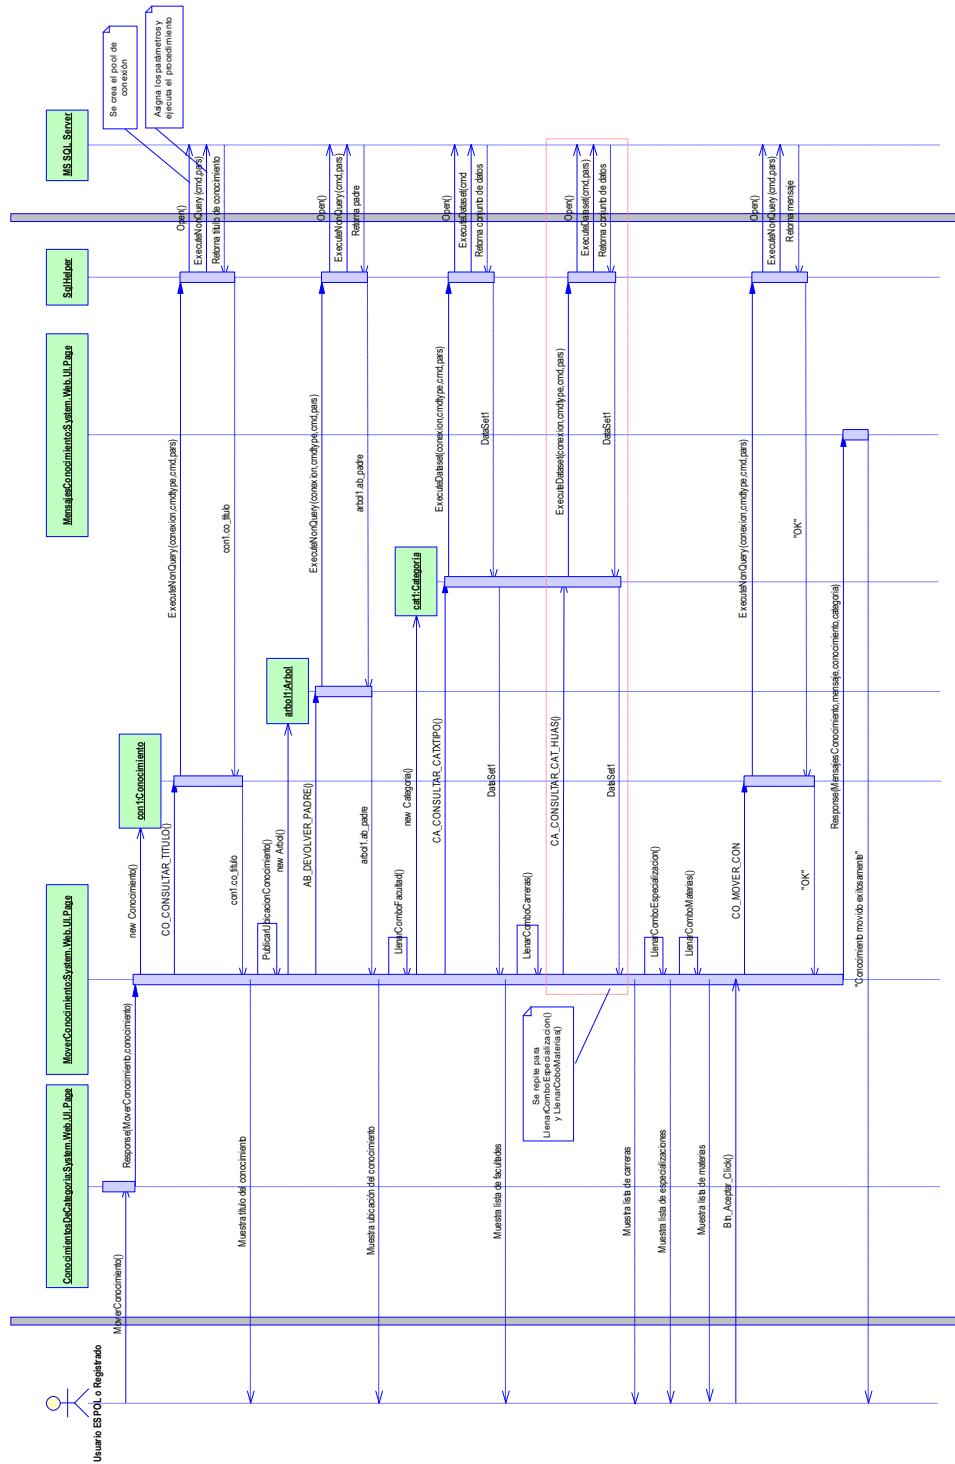 Usuario ESPOL o Registrado
ConocimientosDeCategoria:System.Web.UI.Page
MoverConocimiento:System.Web.UI.Page
con1:Conocimiento
arbol1:Arbol
cat1:Categoria
MensajesConocimiento:System.Web.UI.Page
SqlHelper
MS SQL Server
Se crea el pool de
conexión
Asigna los parámetros y
ejecuta el procedimiento
MoverConocimiento()
Response(MoverConocimiento,conocimiento)
new Conocimiento()
CO_CONSULTAR_TITULO()
ExecuteNonQuery(conexion,cmdtype,cmd,pars)
Open()
ExecuteNonQuery(cmd,pars)
Retorna título de conocimiento
con1.co_titulo
con1.co_titulo
Muestra título del conocimiento
PublicarUbicacionConocimiento()
new Arbol()
AB_DEVOLVER_PADRE()
ExecuteNonQuery(conexion,cmdtype,cmd,pars)
Open()
ExecuteNonQuery(cmd,pars)
Retorna padre
arbol1.ab_padre
arbol1.ab_padre
Muestra ubicación del conocimiento
LlenarComboFacultad()
new Categoria()
CA_CONSULTAR_CATXTIPO()
ExecuteDataset(conexion,cmdtype,cmd,pars)
Open()
ExecuteDataset(cmd
Retorna conjunto de datos
DataSet1
DataSet1
Muestra lista de facultades
LlenarComboCarreras()
CA_CONSULTAR_CAT_HIJAS()
ExecuteDataset(conexion,cmdtype,cmd,pars)
Open()
ExecuteDataset(cmd,pars)
Retorna conjunto de datos
DataSet1
DataSet1
Se repite para
LlenarComboEspecializacion()
y LlenarCoboMaterias()
Muestra lista de carreras
LlenarComboEspecializacion()
Muestra lista de especializaciones
LlenarComboMaterias()
Muestra lista de materias
Btn_Aceptar_Click()
CO_MOVER_CON
ExecuteNonQuery(conexion,cmdtype,cmd,pars)
Open()
ExecuteNonQuery(cmd,pars)
Retorna mensaje
"OK"
"OK"
Response(MensajesConocimiento,mensaje,conocimiento,categoria)
"Conocimiento movido exitosamente"